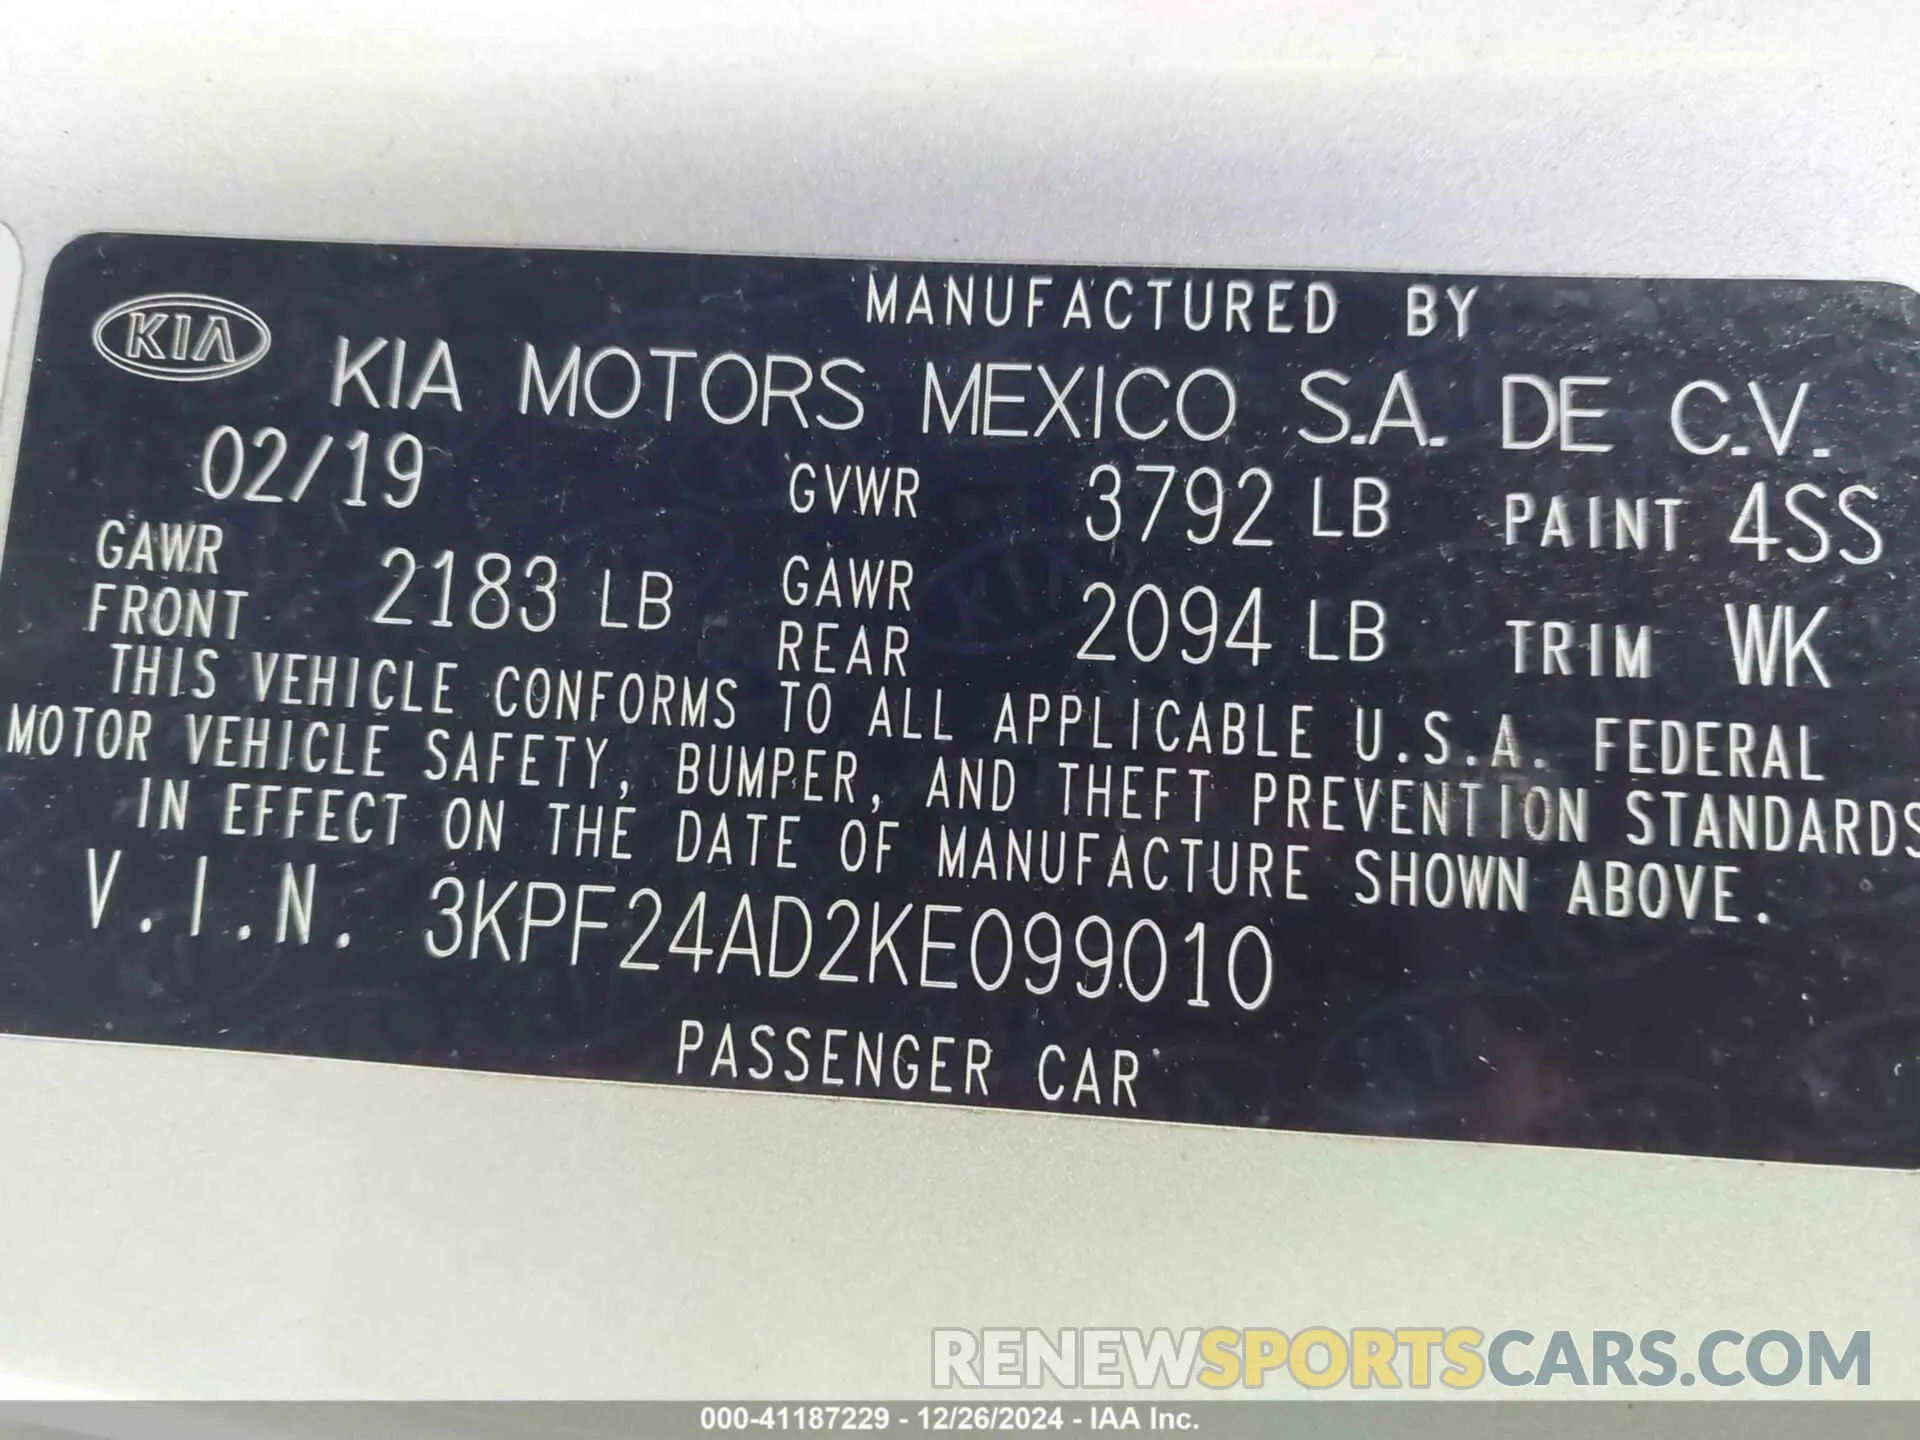 MANUFACTURED BY
KIA KIA MOTORS MEXICO S.A. DE C.V.
02/19 GVWR 3792 LB PAINT 4SS
GAWR FRONT 2183 LB GAWR REAR 2094 LB TRIM WK
THIS VEHICLE CONFORMS TO ALL APPLICABLE U.S.A. FEDERAL
MOTOR VEHICLE SAFETY, BUMPER, AND THEFT PREVENTION STANDARDS
IN EFFECT ON THE DATE OF MANUFACTURE SHOWN ABOVE.
V.I.N. 3KPF24AD2KE099010
PASSENGER CAR
RENEWSPORTSCARS.COM
000-41187229 - 12/26/2024 - IAA Inc.